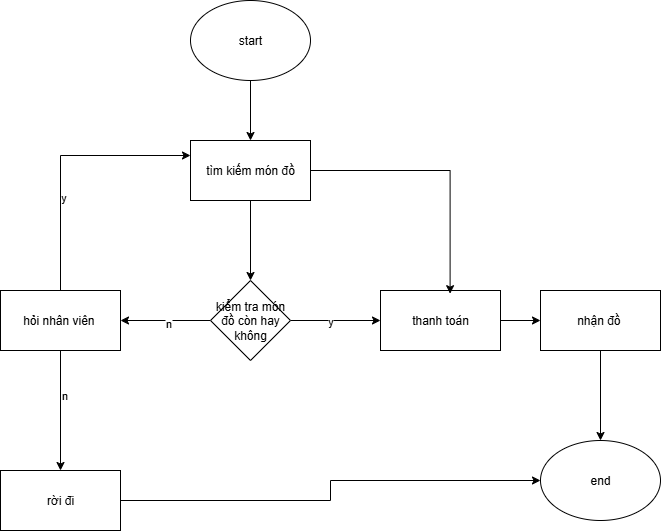 start
tìm kiếm món đồ
y
kiểm tra món
đồ còn hay
không
hỏi nhân viên
n
y
thanh toán
nhận đồ
n
rời đi
end